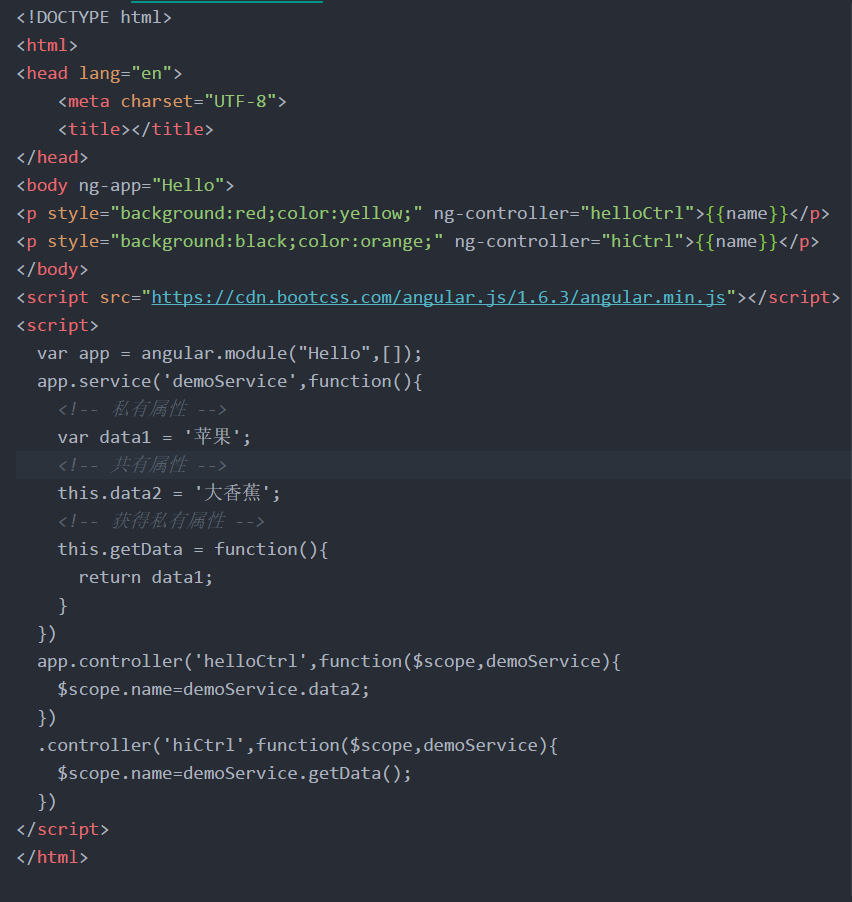 <!DOCTYPE html>
<html>
<head lang="en">
    <meta charset="UTF-8">
    <title></title>
</head>
<body ng-app="Hello">
<p style="background:red;color:yellow;" ng-controller="helloCtrl">{{name}}</p>
<p style="background:black;color:orange;" ng-controller="hiCtrl">{{name}}</p>
</body>
<script src="https://cdn.bootcss.com/angular.js/1.6.3/angular.min.js"></script>
<script>
  var app = angular.module("Hello",[]);
  app.service('demoService',function(){
    <!-- 私有属性 -->
    var data1 = '苹果';
    <!-- 共有属性 -->
    this.data2 = '大香蕉';
    <!-- 获得私有属性 -->
    this.getData = function(){
      return data1;
    }
  })
  app.controller('helloCtrl',function($scope,demoService){
    $scope.name=demoService.data2;
  })
  .controller('hiCtrl',function($scope,demoService){
    $scope.name=demoService.getData();
  })
</script>
</html>